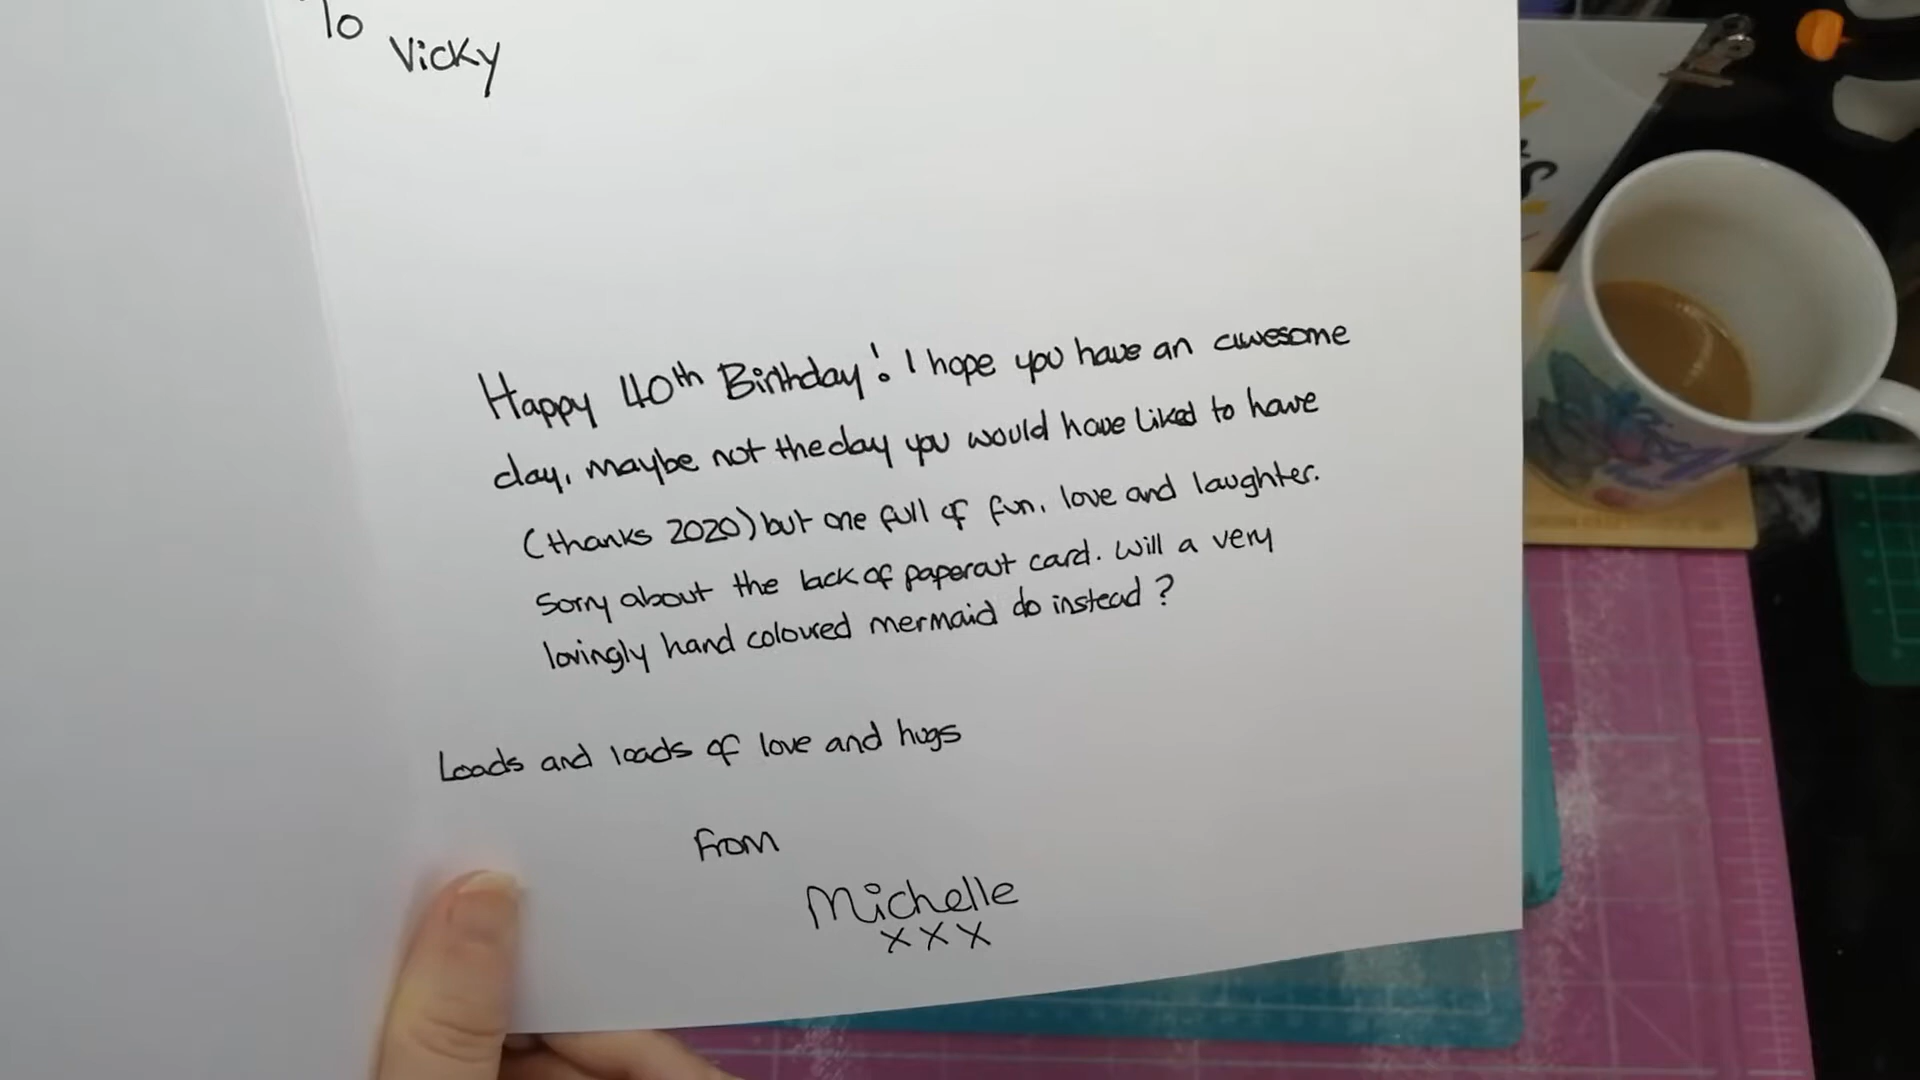 To
Vicky
Happy 40th Birthday! I hope you have an awesome
day, maybe not the day you would have liked to have
(thanks 2020) but one full of fun, love and laughter.
Sorry about the lack of papercut card. Will a very
lovingly hand coloured mermaid do instead?
Loads and loads of love and hugs
From
Michelle
xxx